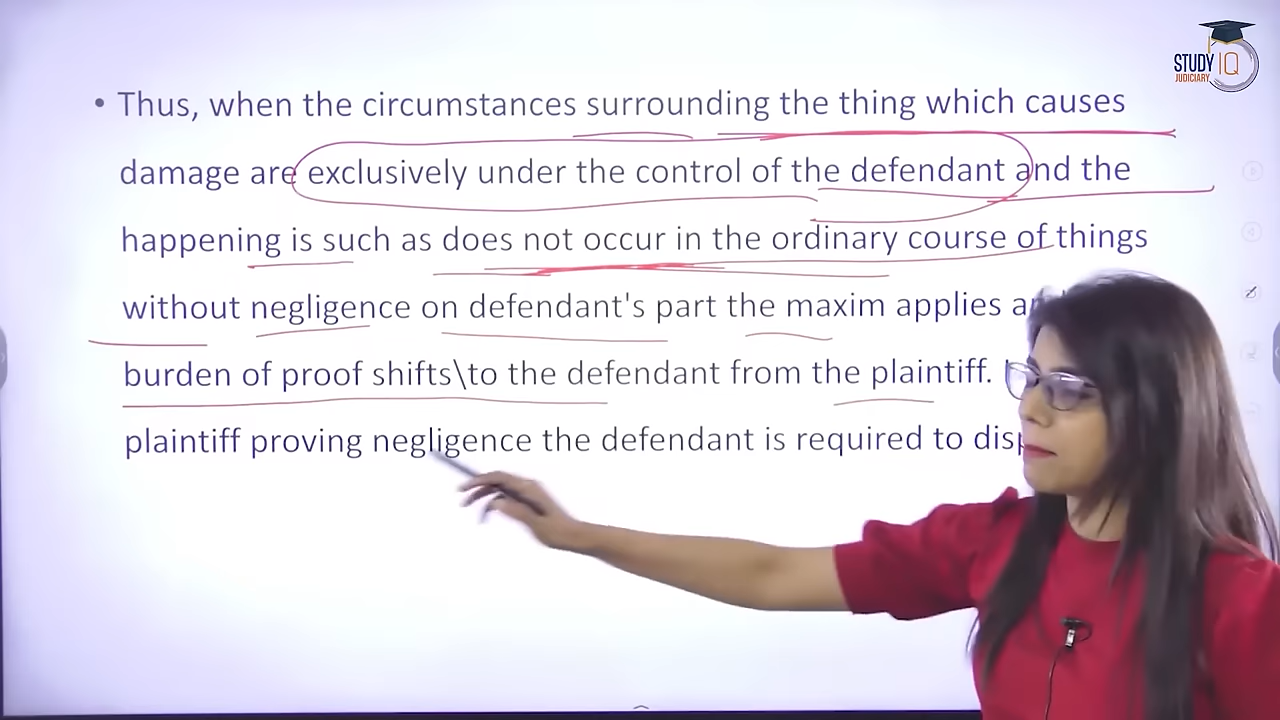 STUDY IQ
JUDICIARY
• Thus, when the circumstances surrounding the thing which causes
damage are exclusively under the control of the defendant and the
happening is such as does not occur in the ordinary course of things
without negligence on defendant's part the maxim applies
burden of proof shifts\to the defendant from the plaintiff.
plaintiff proving negligence the defendant is required to